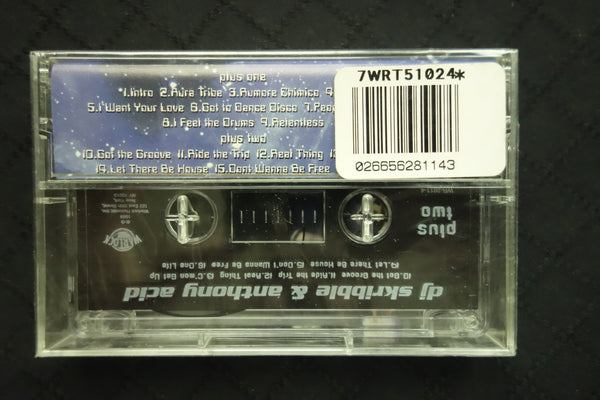 plus one
1.Intro 2.Aura Tribe 3.Rumore Chimico 4
5.I Want Your Love 6.Got to Dance Disco 7.Peop
8.I Feel the Drums 9.Relentless
plus two
10.Got the Groove 11.Ride the Trip 12.Real Thing
14.Let There Be House 15.Dont Wanna Be Free
7WRT51024*
026656281143
dj skribble & anthony acid
10.Got the Groove 11.Ride the Trip 12.Real Thing 13.C'mon Get Up
14.Let There Be House 15.Don't Wanna Be Free 16.One Life
plus
two
WARLOCK